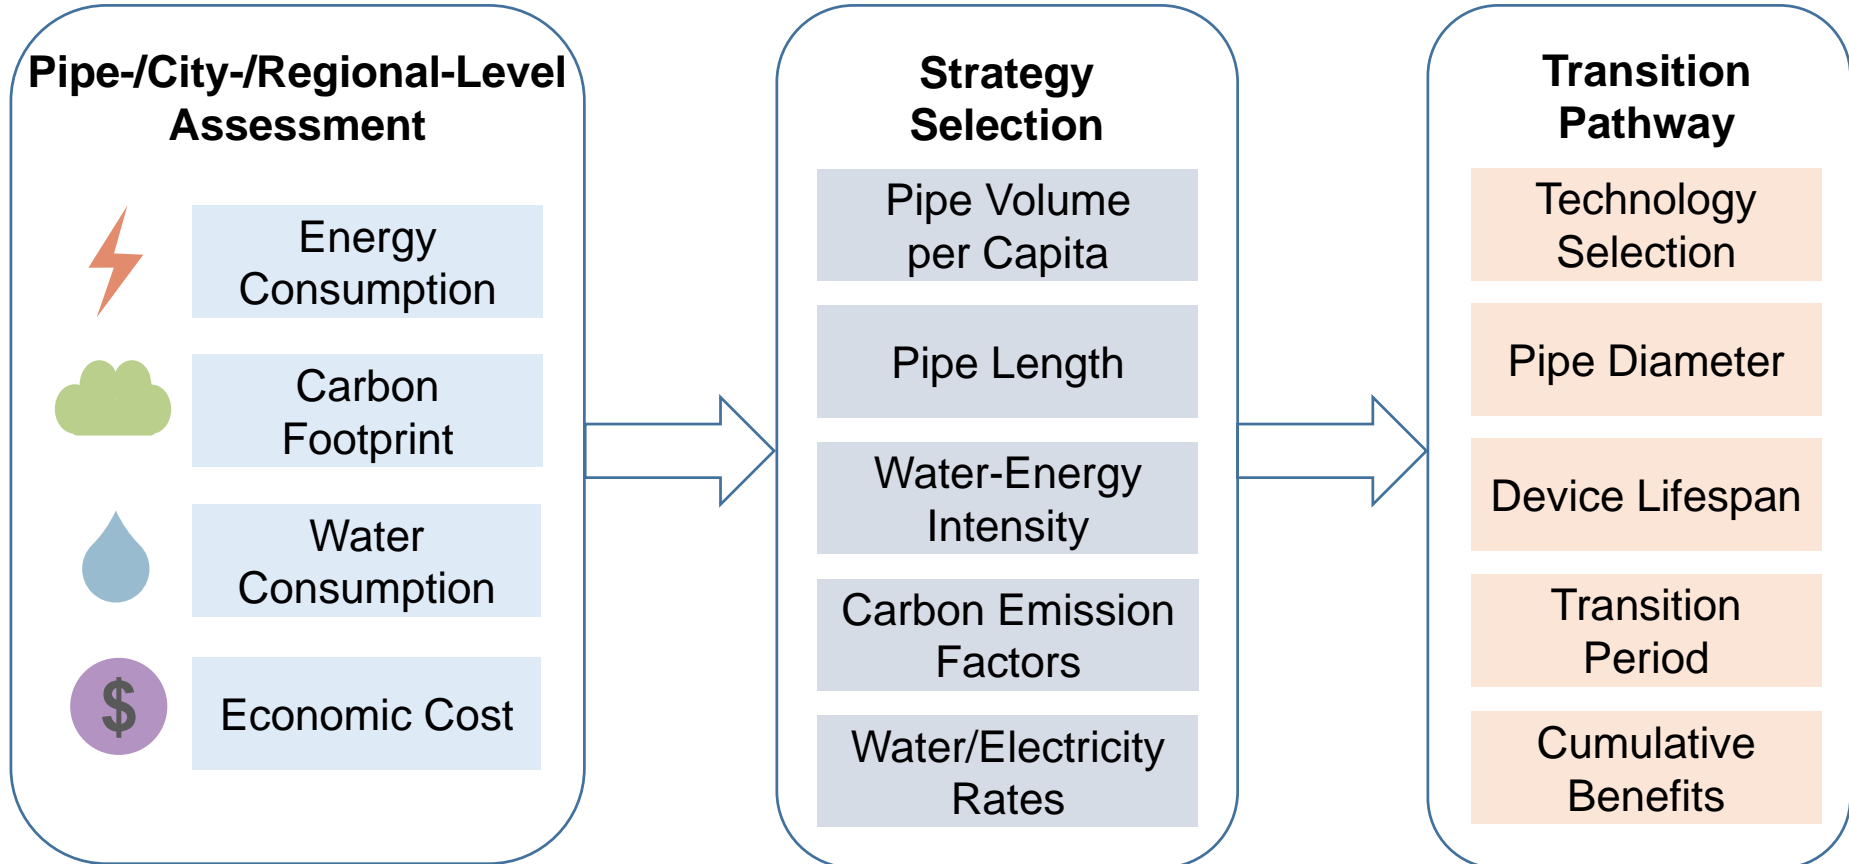 Pipe-/City-/Regional-Level
Assessment
Energy
Consumption
Carbon
Footprint
Water
Consumption
$
Economic Cost
Strategy
Selection
Pipe Volume
per Capita
Pipe Length
Water-Energy
Intensity
Carbon Emission
Factors
Water/Electricity
Rates
Transition
Pathway
Technology
Selection
Pipe Diameter
Device Lifespan
Transition
Period
Cumulative
Benefits